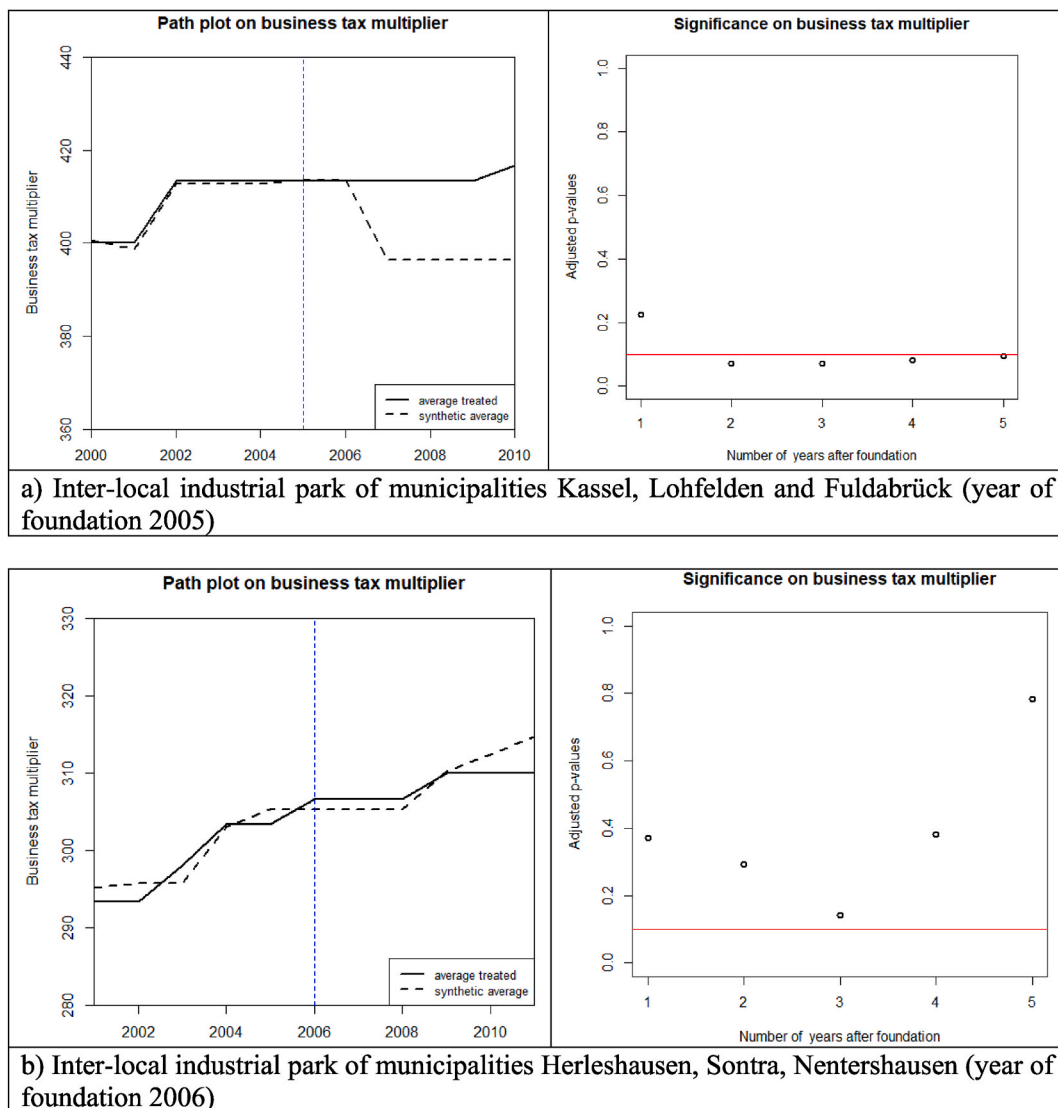 Path plot on business tax multiplier
Business tax multiplier
440
420
400
380
360
2000 2002 2004 2006 2008 2010
average treated
synthetic average
Significance on business tax multiplier
Adjusted p-values
1.0
0.8
0.6
0.4
0.2
0.0
1 2 3 4 5
Number of years after foundation
a) Inter-local industrial park of municipalities Kassel, Lohfelden and Fuldabrück (year of
foundation 2005)
Path plot on business tax multiplier
Business tax multiplier
330
320
310
300
290
280
2002 2004 2006 2008 2010
average treated
synthetic average
Significance on business tax multiplier
Adjusted p-values
1.0
0.8
0.6
0.4
0.2
0.0
1 2 3 4 5
Number of years after foundation
b) Inter-local industrial park of municipalities Herleshausen, Sontra, Nentershausen (year of
foundation 2006)